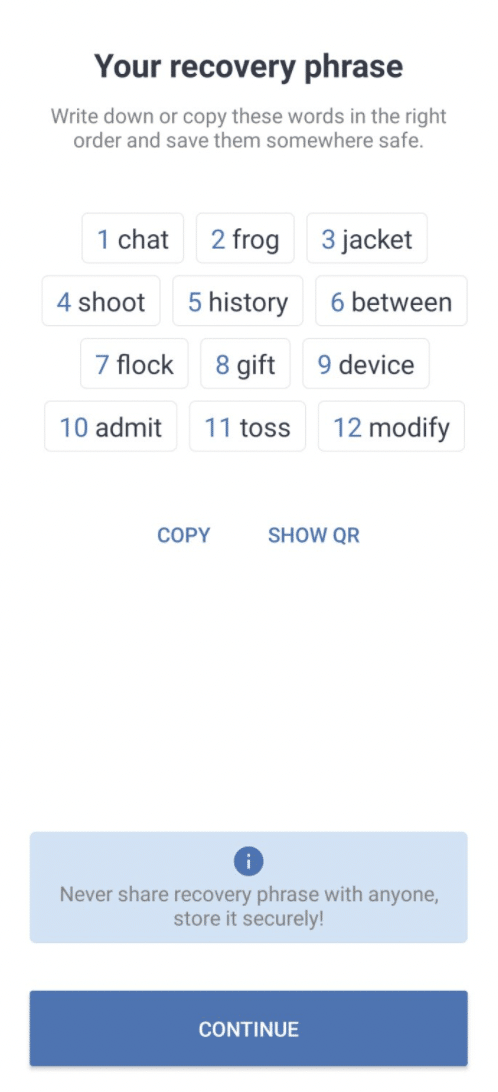 Your recovery phrase
Write down or copy these words in the right
order and save them somewhere safe.
1 chat 2 frog 3 jacket
4 shoot 5 history 6 between
7 flock 8 gift 9 device
10 admit 11 toss 12 modify
COPY SHOW QR
i
Never share recovery phrase with anyone,
store it securely!
CONTINUE